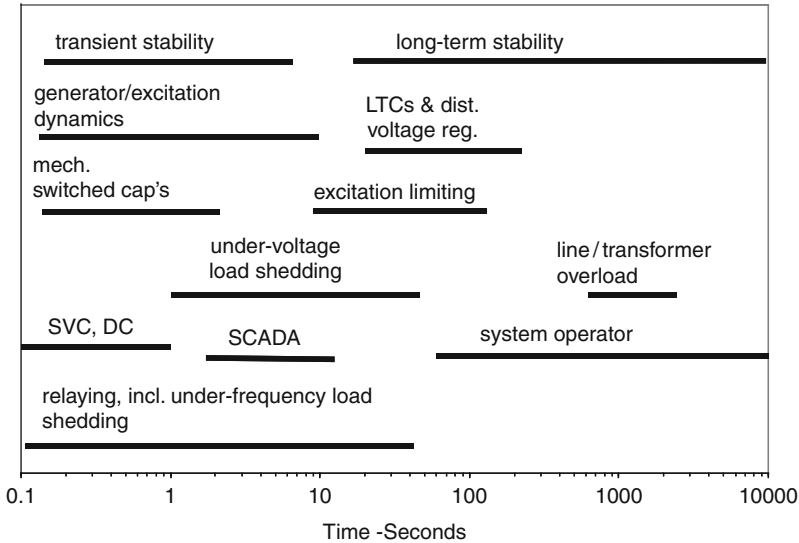 transient stability
long-term stability
generator/excitation
dynamics
LTCs & dist.
voltage reg.
mech.
switched cap's
excitation limiting
under-voltage
load shedding
line/transformer
overload
SVC, DC
SCADA
system operator
relaying, incl. under-frequency load
shedding
0.1 1 10 100 1000 10000
Time -Seconds